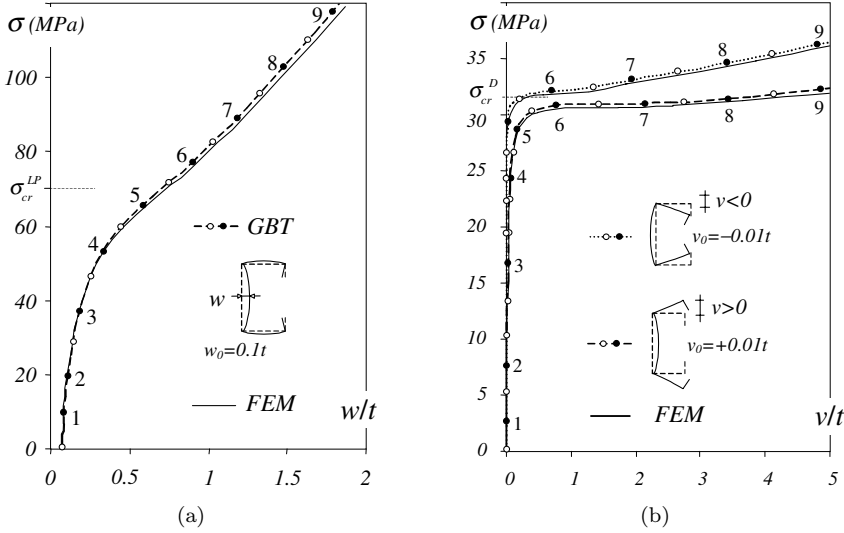 σ (MPa)
100
80
σ_cr^LP
60
40
20
0
0
0.5
1
1.5
2
w/t
1
2
3
4
5
6
7
8
9
GBT
w
w₀=0.1t
FEM
(a)
σ (MPa)
35
σ_cr^D
30
25
20
15
10
5
0
0
1
2
3
4
5
v/t
1
2
3
4
5
6
7
8
9
6
7
8
9
‡ v<0
v₀=−0.01t
‡ v>0
v₀=+0.01t
FEM
(b)